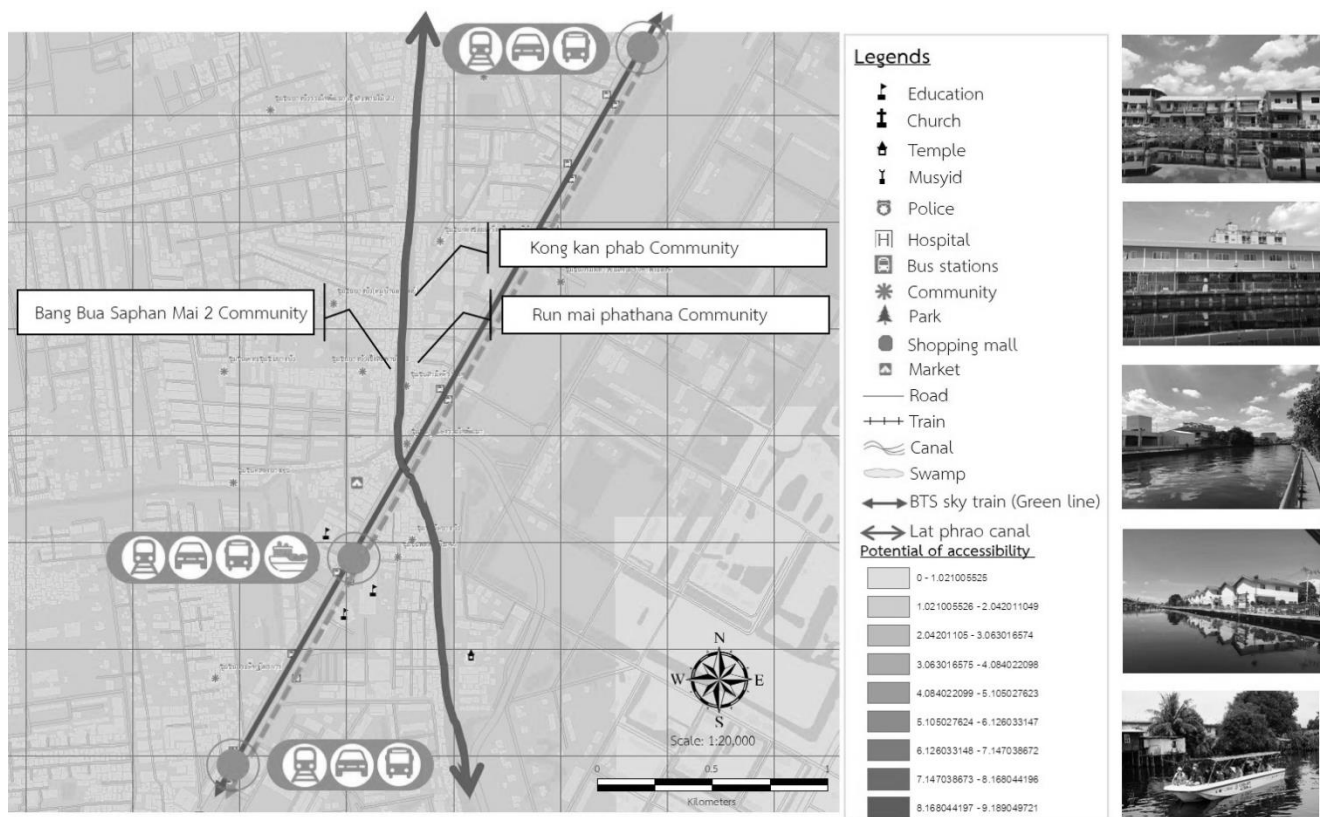 Kong kan phab Community
Bang Bua Saphan Mai 2 Community
Run mai phathana Community
N
W
E
S
Scale: 1:20,000
0
0.5
1
Kilometers
Legends
Education
Church
Temple
Musyid
Police
H
Hospital
Bus stations
Community
Park
Shopping mall
Market
Road
Train
Canal
Swamp
BTS sky train (Green line)
Lat phrao canal
Potential of accessibility
0 - 1.021005525
1.021005526 - 2.042011049
2.04201105 - 3.063016574
3.063016575 - 4.084022098
4.084022099 - 5.105027623
5.105027624 - 6.126033147
6.126033148 - 7.147038672
7.147038673 - 8.168044196
8.168044197 - 9.189049721